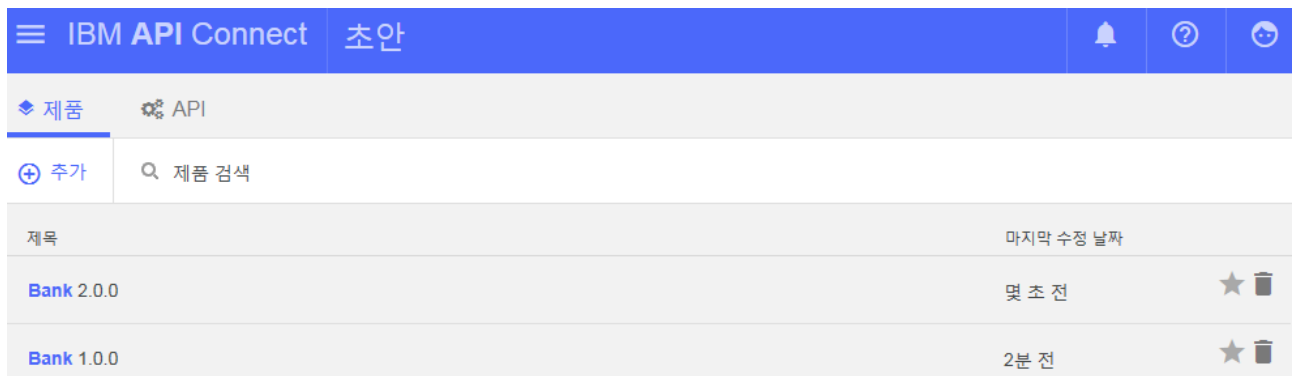 IBM API Connect 초안
제품 API
추가 제품 검색
제목 마지막 수정 날짜
Bank 2.0.0 몇 초 전
Bank 1.0.0 2분 전